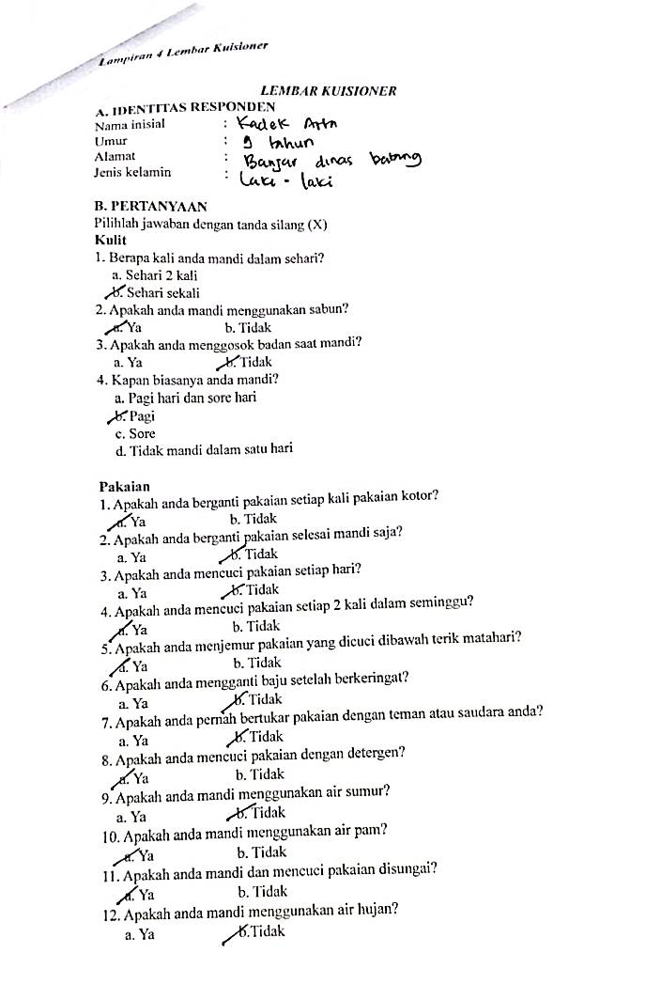 Lampiran 4 Lembar Kuisioner
LEMBAR KUISIONER
A. IDENTITAS RESPONDEN
Nama inisial : Kadek Arta
Umur : 9 tahun
Alamat : Banjar dinas batang
Jenis kelamin : Laki - laki
B. PERTANYAAN
Pilihlah jawaban dengan tanda silang (X)
Kulit
1. Berapa kali anda mandi dalam sehari?
a. Sehari 2 kali
b. Sehari sekali
2. Apakah anda mandi menggunakan sabun?
a. Ya b. Tidak
3. Apakah anda menggosok badan saat mandi?
a. Ya b. Tidak
4. Kapan biasanya anda mandi?
a. Pagi hari dan sore hari
b. Pagi
c. Sore
d. Tidak mandi dalam satu hari
Pakaian
1. Apakah anda berganti pakaian setiap kali pakaian kotor?
a. Ya b. Tidak
2. Apakah anda berganti pakaian selesai mandi saja?
a. Ya b. Tidak
3. Apakah anda mencuci pakaian setiap hari?
a. Ya b. Tidak
4. Apakah anda mencuci pakaian setiap 2 kali dalam seminggu?
a. Ya b. Tidak
5. Apakah anda menjemur pakaian yang dicuci dibawah terik matahari?
a. Ya b. Tidak
6. Apakah anda mengganti baju setelah berkeringat?
a. Ya b. Tidak
7. Apakah anda pernah bertukar pakaian dengan teman atau saudara anda?
a. Ya b. Tidak
8. Apakah anda mencuci pakaian dengan detergen?
a. Ya b. Tidak
9. Apakah anda mandi menggunakan air sumur?
a. Ya b. Tidak
10. Apakah anda mandi menggunakan air pam?
a. Ya b. Tidak
11. Apakah anda mandi dan mencuci pakaian disungai?
a. Ya b. Tidak
12. Apakah anda mandi menggunakan air hujan?
a. Ya b.Tidak